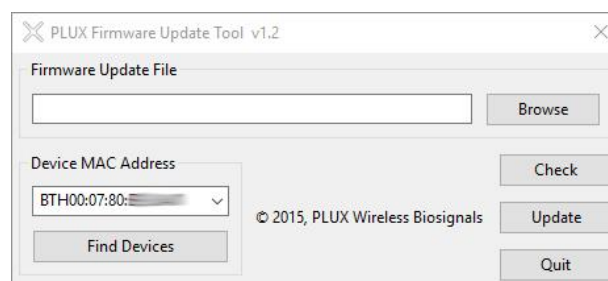 PLUX Firmware Update Tool v1.2
Firmware Update File
Browse
Device MAC Address
BTH00:07:80:
Find Devices
© 2015, PLUX Wireless Biosignals
Check
Update
Quit